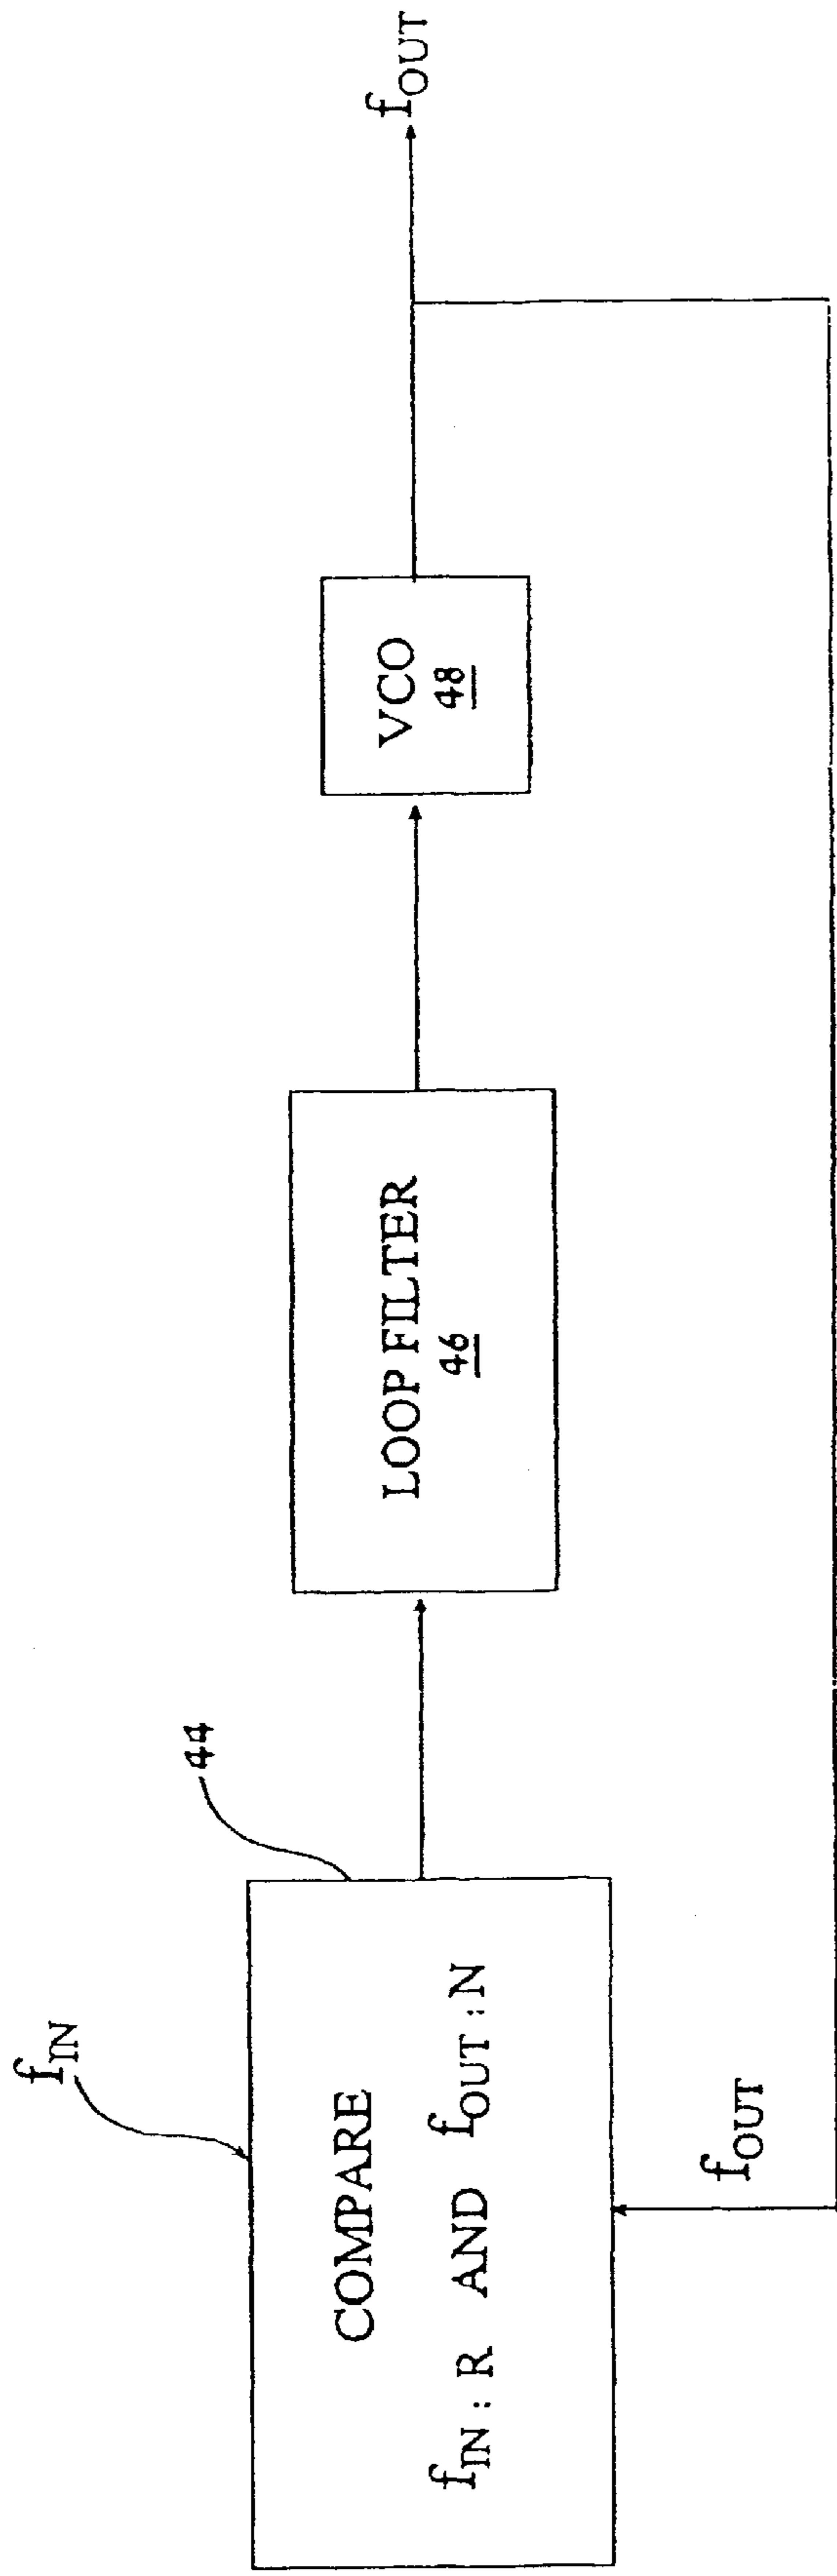 f_IN
44
COMPARE
f_IN : R AND f_OUT : N
f_OUT
LOOP FILTER
46
VCO
48
f_OUT